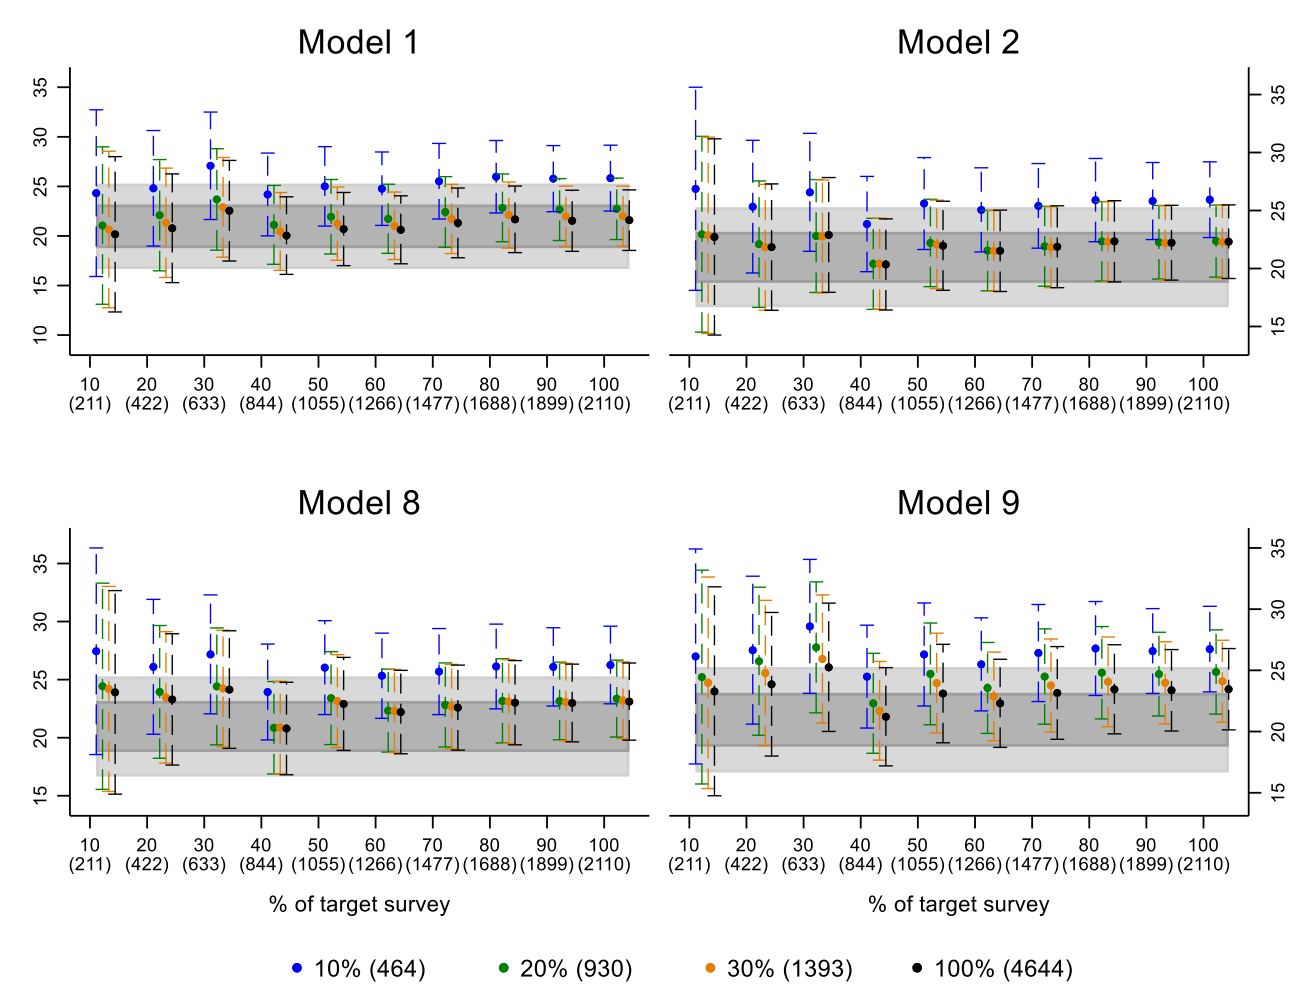 Model 1
Model 2
35
30
25
20
15
10
35
30
25
20
15
10 20 30 40 50 60 70 80 90 100
(211) (422) (633) (844) (1055) (1266) (1477) (1688) (1899) (2110)
10 20 30 40 50 60 70 80 90 100
(211) (422) (633) (844) (1055) (1266) (1477) (1688) (1899) (2110)
Model 8
Model 9
35
30
25
20
15
35
30
25
20
15
10 20 30 40 50 60 70 80 90 100
(211) (422) (633) (844) (1055) (1266) (1477) (1688) (1899) (2110)
% of target survey
10 20 30 40 50 60 70 80 90 100
(211) (422) (633) (844) (1055) (1266) (1477) (1688) (1899) (2110)
% of target survey
10% (464) 20% (930) 30% (1393) 100% (4644)